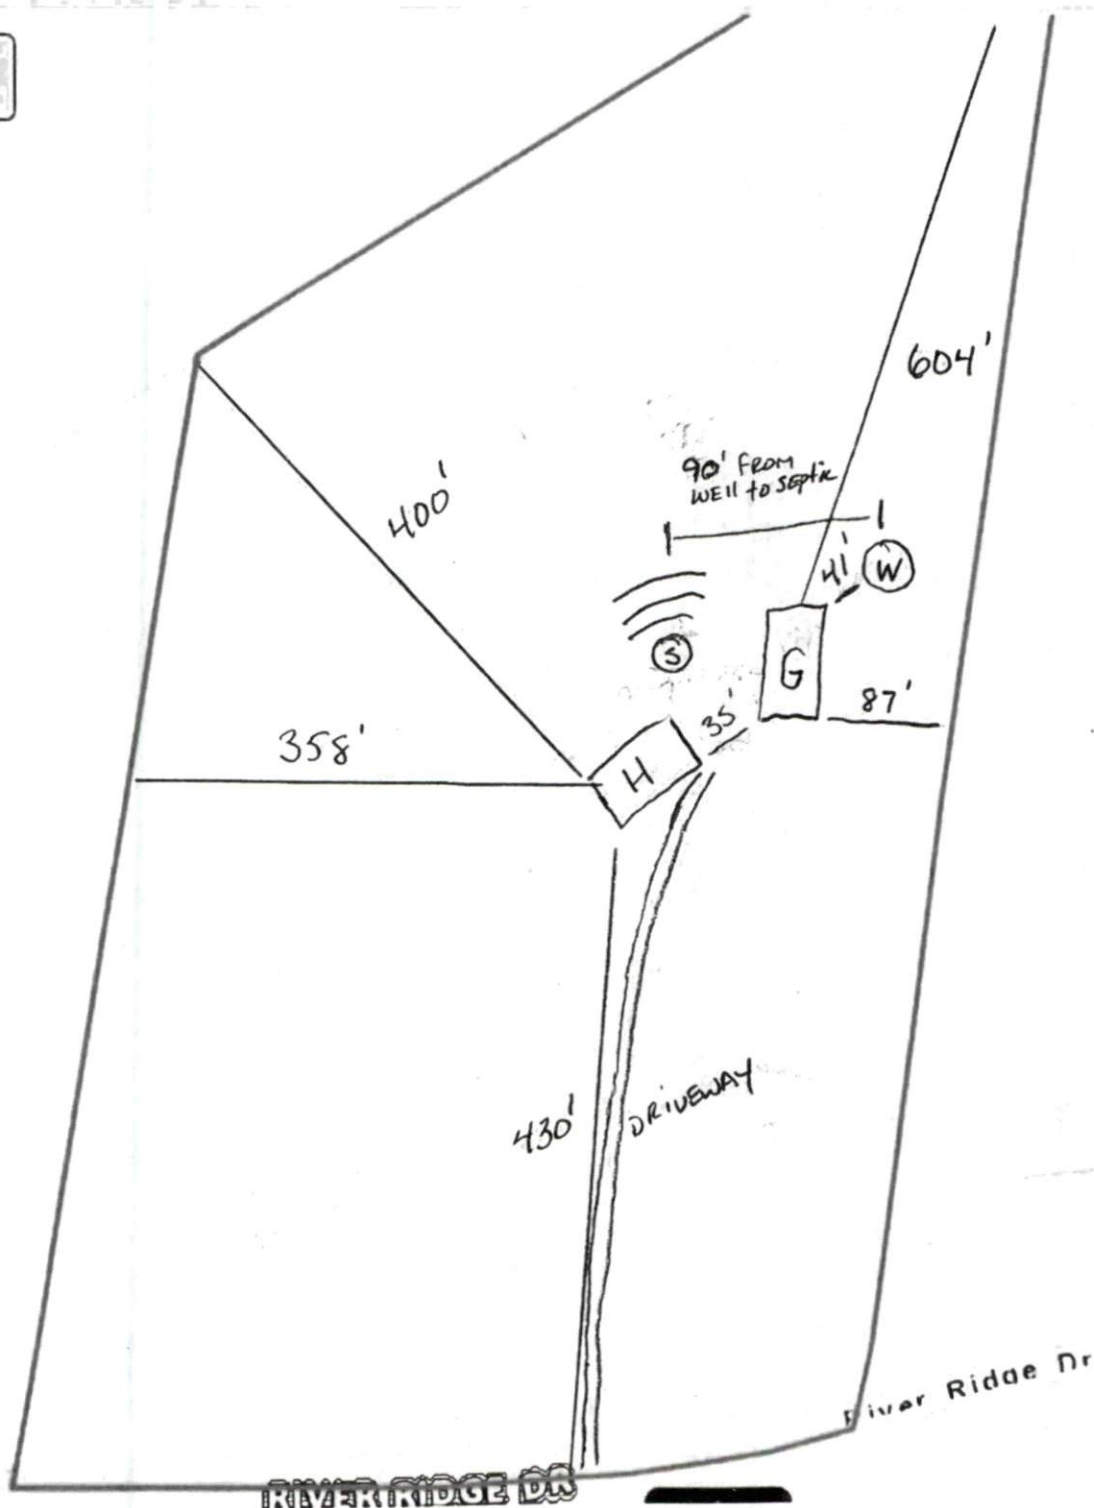 604'
90' FROM
WEll to SEPtic
400'
41'
W
S
G
35'
87'
358'
H
DRIVEWAY
430'
River Ridge Dr
RIVER RIDGE DR